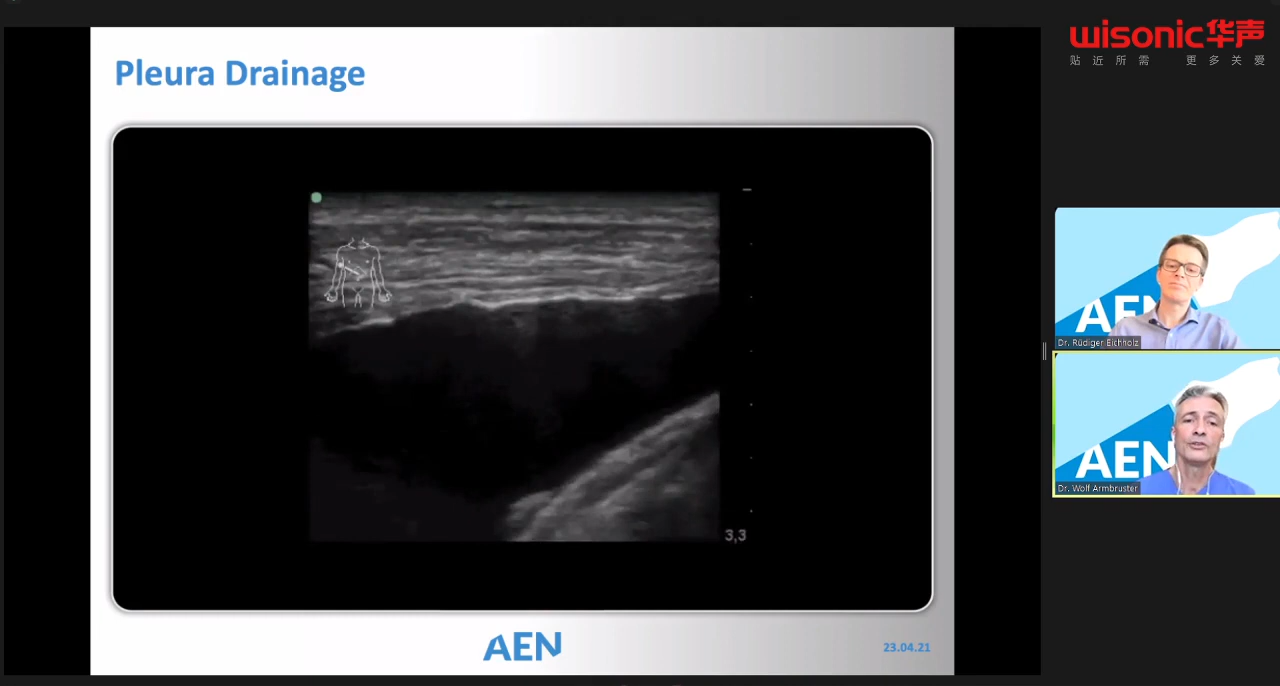 Pleura Drainage
3,3
AEN
23.04.21
wisonic华声
贴近所需 更多关爱
AEN
Dr. Rüdiger Eichholz
AEN
Dr. Wolf Armbruster